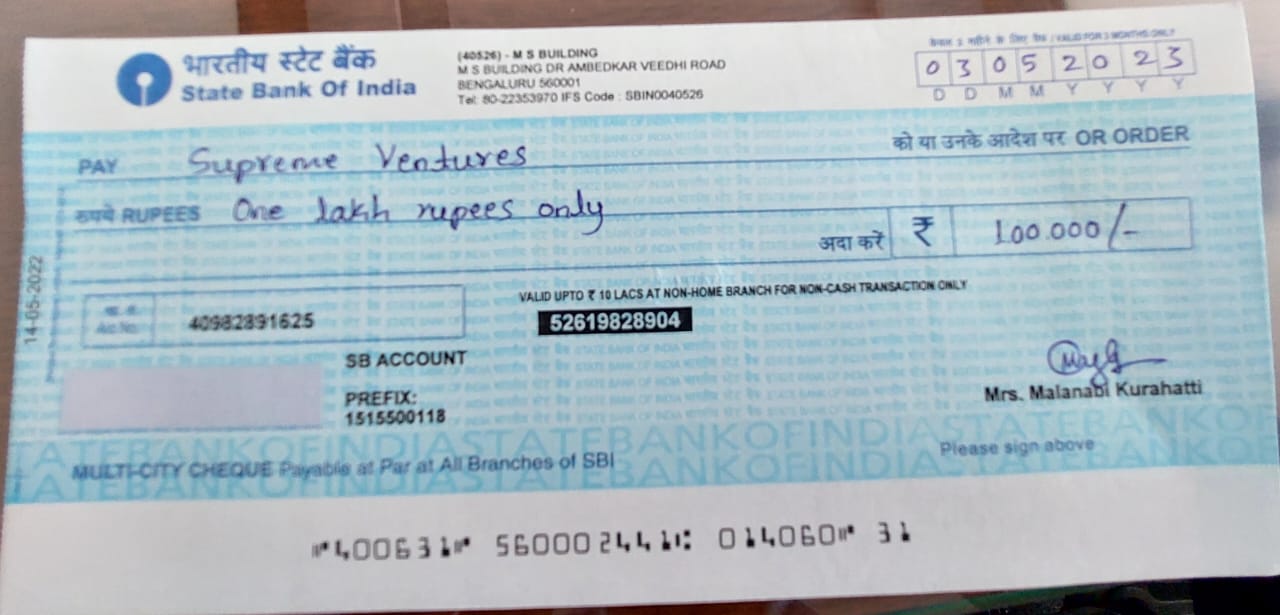 भारतीय स्टेट बैंक
State Bank Of India
(40526) - M S BUILDING
M S BUILDING DR AMBEDKAR VEEDHI ROAD
BENGALURU 560001
Tel: 80-22353970 IFS Code : SBIN0040526
केवल 3 महीने के लिए वैध / VALID FOR 3 MONTHS ONLY
0 3 0 5 2 0 2 3
D D M M Y Y Y Y
PAY Supreme Ventures को या उनके आदेश पर OR ORDER
रुपये RUPEES One lakh rupees only
अदा करें ₹ 100.000/-
14-05-2022
VALID UPTO ₹ 10 LACS AT NON-HOME BRANCH FOR NON-CASH TRANSACTION ONLY
A/c No. 40982891625
52619828904
SB ACCOUNT
PREFIX:
1515500118
Mrs. Malanabi Kurahatti
Please sign above
STATEBANKOFINDIASTATEBANKOFINDIA
MULTI-CITY CHEQUE Payable at Par at All Branches of SBI
⑈400631⑈ 560002441⑆ 014060⑈ 31